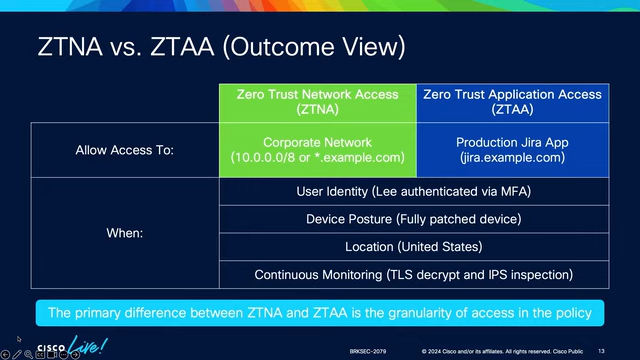 ZTNA vs. ZTAA (Outcome View)
Zero Trust Network Access
(ZTNA)
Zero Trust Application Access
(ZTAA)
Allow Access To:
Corporate Network
(10.0.0.0/8 or *.example.com)
Production Jira App
(jira.example.com)
When:
User Identity (Lee authenticated via MFA)
Device Posture (Fully patched device)
Location (United States)
Continuous Monitoring (TLS decrypt and IPS inspection)
The primary difference between ZTNA and ZTAA is the granularity of access in the policy
CISCO Live!
BRKSEC-2079
© 2024 Cisco and/or its affiliates. All rights reserved. Cisco Public
13